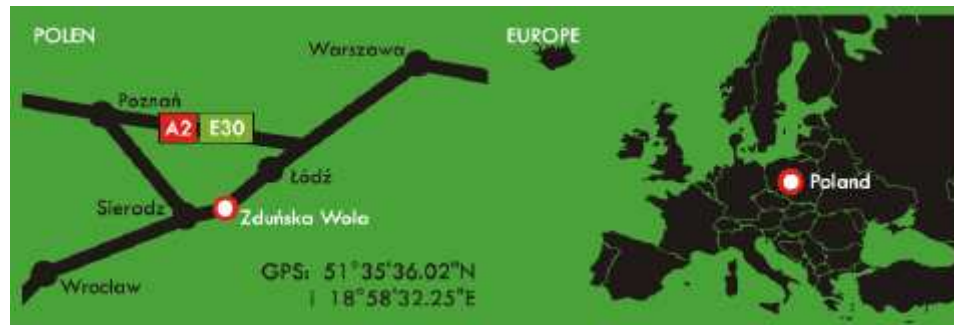 POLEN
Warszawa
Poznań
A2 E30
Łódź
Sieradz
Zduńska Wola
Wrocław
GPS: 51°35'36.02"N
i 18°58'32.25"E
EUROPE
Poland